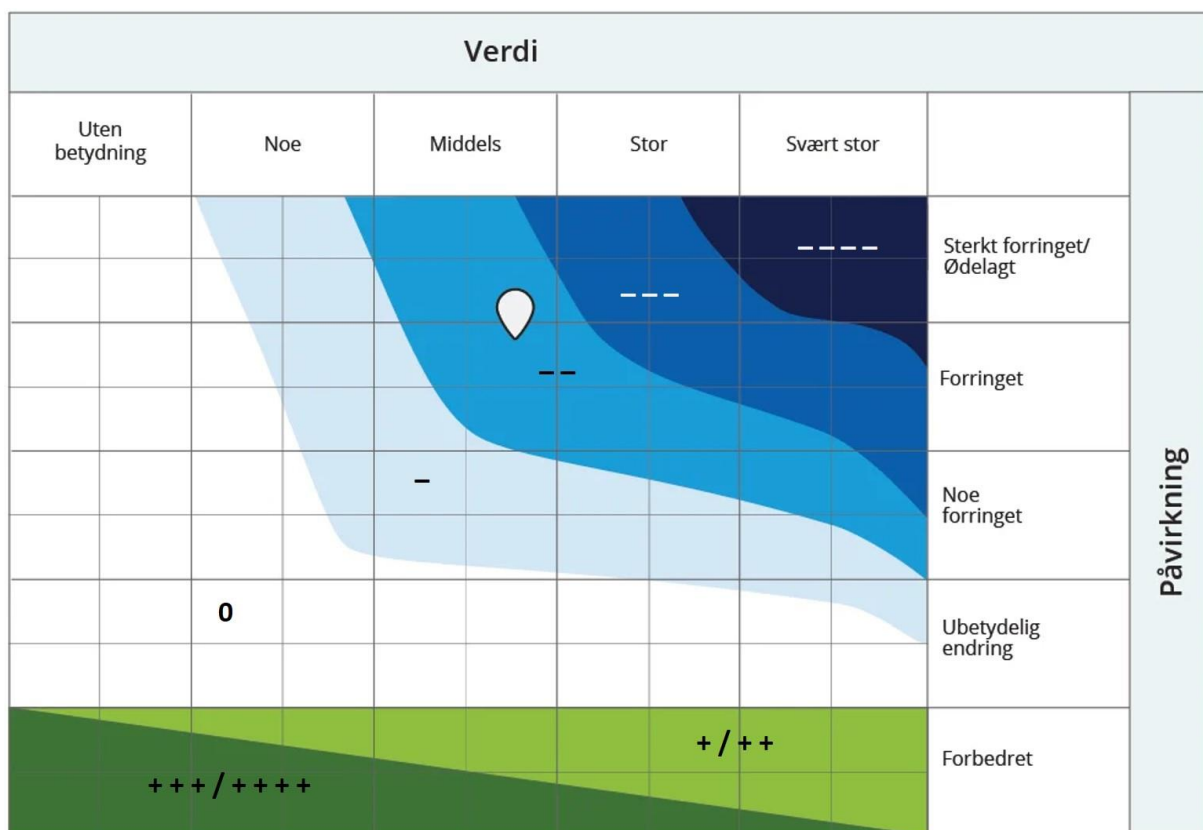 Verdi
Uten
betydning
Noe
Middels
Stor
Svært stor
Sterkt forringet/
Ødelagt
– – – –
– – –
Forringet
– –
Noe
forringet
–
Ubetydelig
endring
0
Forbedret
+ / + +
+ + + / + + + +
Påvirkning